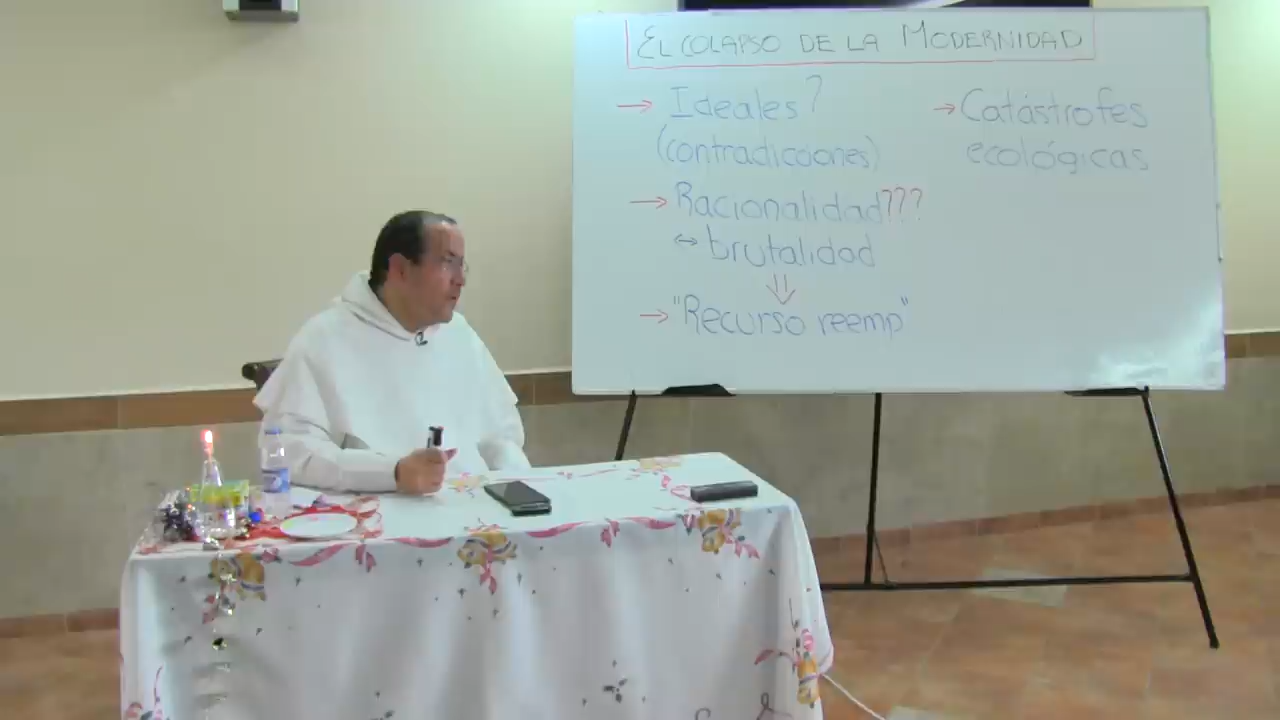 EL COLAPSO DE LA MODERNIDAD
→ Ideales?
(contradicciones)
→ Racionalidad???
↔ brutalidad
⇓
→ "Recurso reemp"
→ Catástrofes
ecológicas